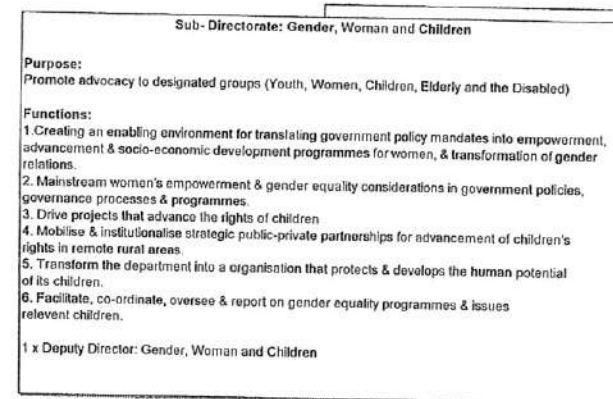 Sub- Directorate: Gender, Woman and Children
Purpose:
Promote advocacy to designated groups (Youth, Women, Children, Elderly and the Disabled)
Functions:
1.Creating an enabling environment for translating government policy mandates into empowerment,
advancement & socio-economic development programmes for women, & transformation of gender
relations.
2. Mainstream women's empowerment & gender equality considerations in government policies,
governance processes & programmes.
3. Drive projects that advance the rights of children
4. Mobilise & institutionalise strategic public-private partnerships for advancement of children's
rights in remote rural areas.
5. Transform the department into a organisation that protects & develops the human potential
of its children.
6. Facilitate, co-ordinate, oversee & report on gender equality programmes & issues
relevent children.
1 x Deputy Director: Gender, Woman and Children